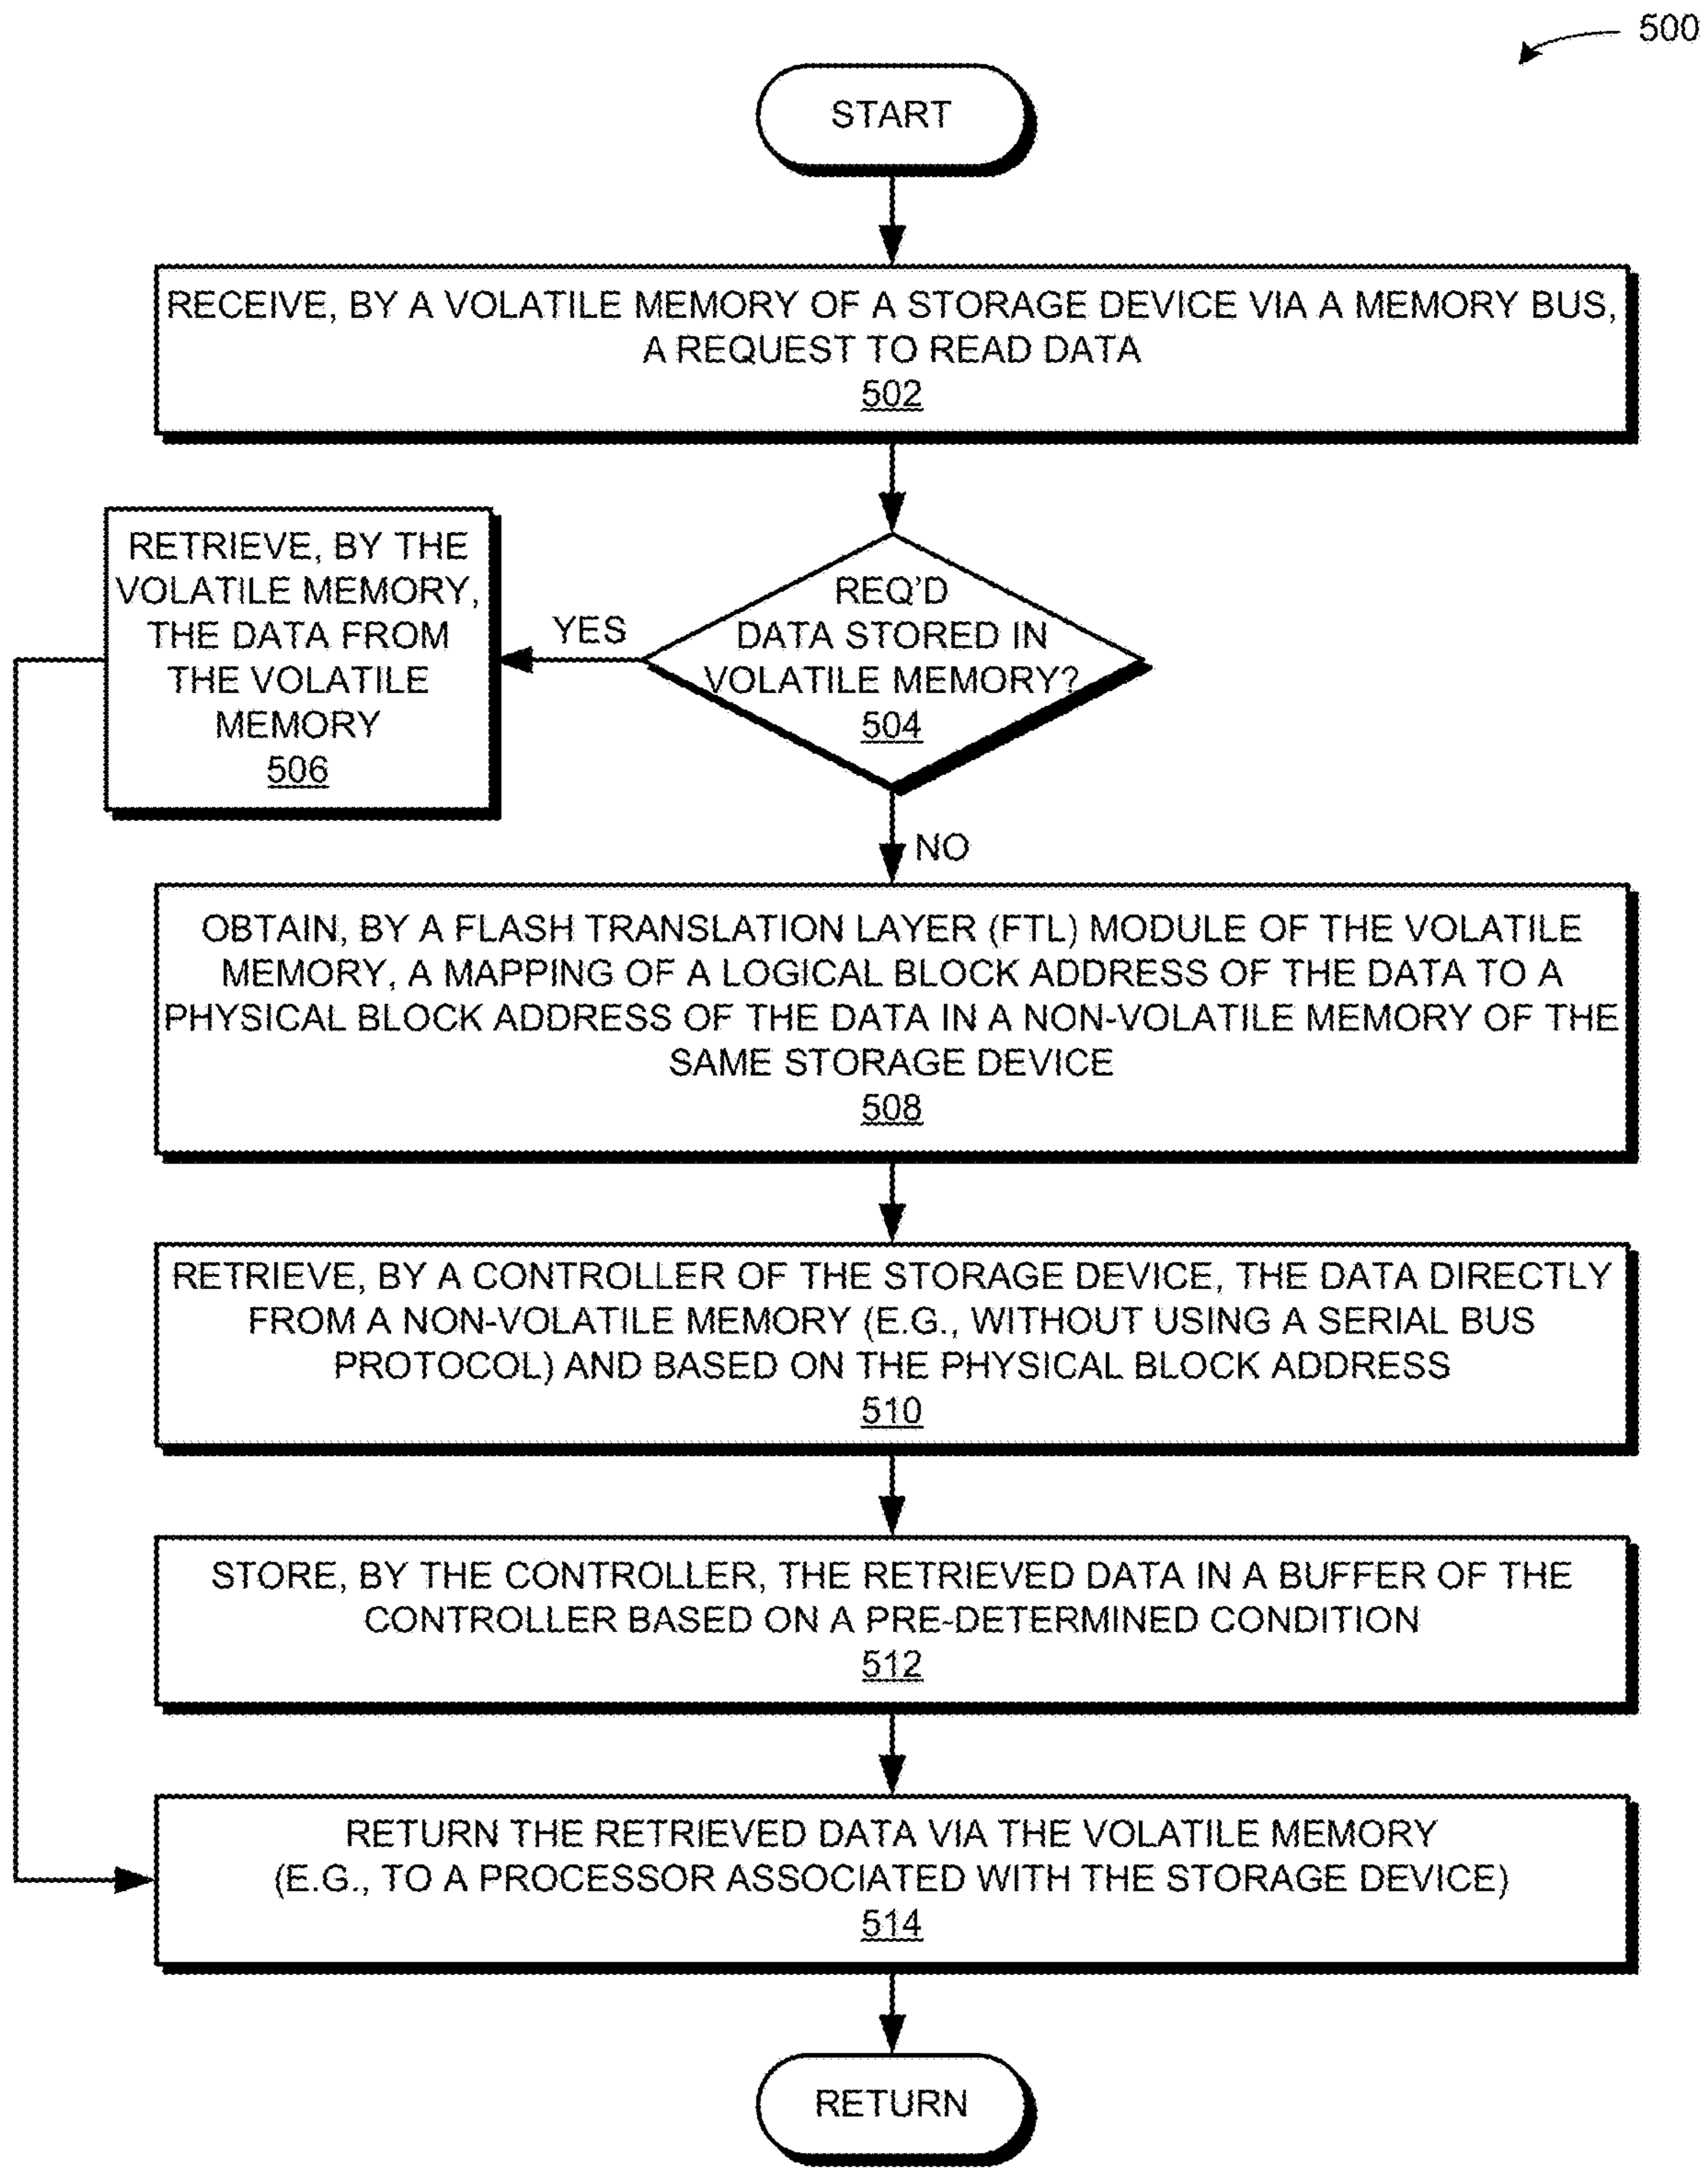 500
START
RECEIVE, BY A VOLATILE MEMORY OF A STORAGE DEVICE VIA A MEMORY BUS,
A REQUEST TO READ DATA
502
REQ'D
DATA STORED IN
VOLATILE MEMORY?
504
YES
RETRIEVE, BY THE
VOLATILE MEMORY,
THE DATA FROM
THE VOLATILE
MEMORY
506
NO
OBTAIN, BY A FLASH TRANSLATION LAYER (FTL) MODULE OF THE VOLATILE
MEMORY, A MAPPING OF A LOGICAL BLOCK ADDRESS OF THE DATA TO A
PHYSICAL BLOCK ADDRESS OF THE DATA IN A NON-VOLATILE MEMORY OF THE
SAME STORAGE DEVICE
508
RETRIEVE, BY A CONTROLLER OF THE STORAGE DEVICE, THE DATA DIRECTLY
FROM A NON-VOLATILE MEMORY (E.G., WITHOUT USING A SERIAL BUS
PROTOCOL) AND BASED ON THE PHYSICAL BLOCK ADDRESS
510
STORE, BY THE CONTROLLER, THE RETRIEVED DATA IN A BUFFER OF THE
CONTROLLER BASED ON A PRE-DETERMINED CONDITION
512
RETURN THE RETRIEVED DATA VIA THE VOLATILE MEMORY
(E.G., TO A PROCESSOR ASSOCIATED WITH THE STORAGE DEVICE)
514
RETURN